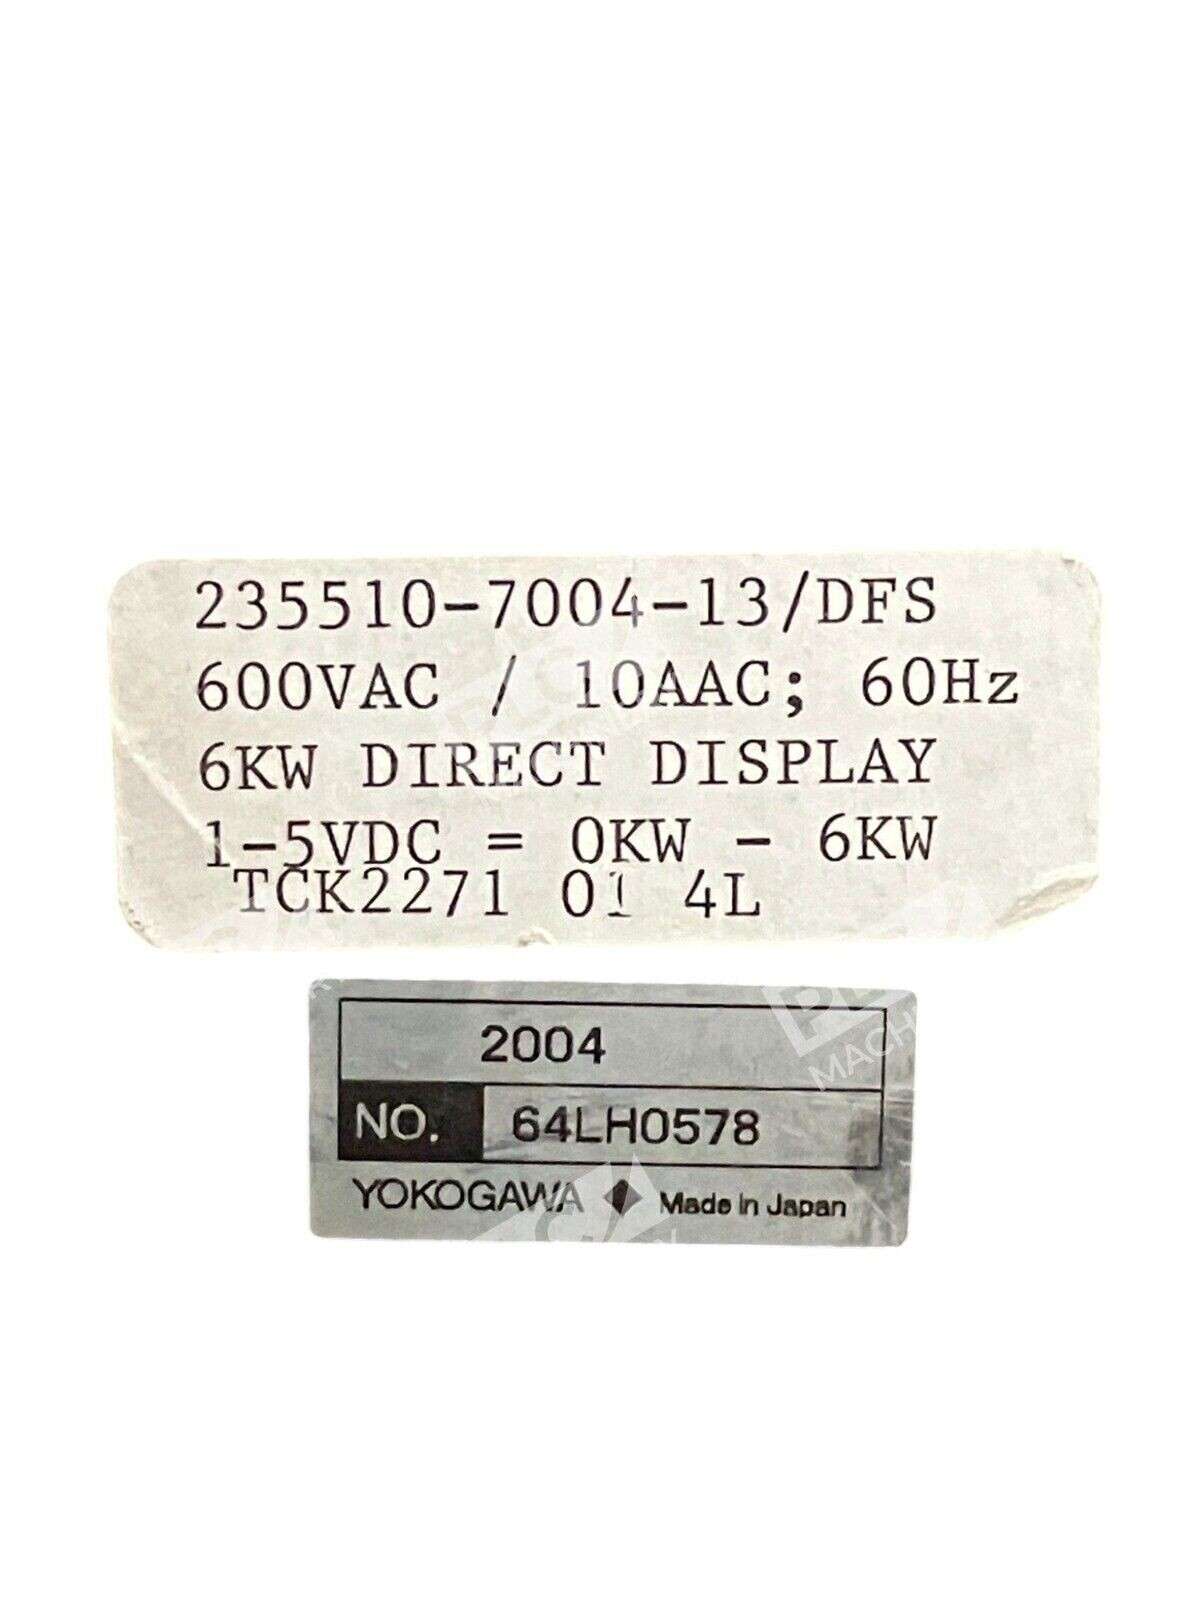 235510-7004-13/DFS
600VAC / 10AAC; 60Hz
6KW DIRECT DISPLAY
1-5VDC = 0KW - 6KW
TCK2271 01 4L
2004
NO. 64LH0578
YOKOGAWA ◆ Made in Japan